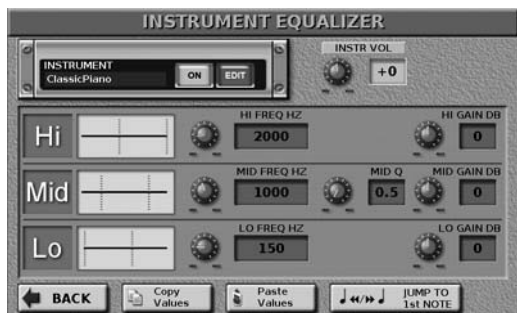 INSTRUMENT EQUALIZER
INSTRUMENT
ClassicPiano
ON
EDIT
INSTR VOL
+0
Hi
HI FREQ HZ
2000
HI GAIN DB
0
Mid
MID FREQ HZ
1000
MID Q
0.5
MID GAIN DB
0
Lo
LO FREQ HZ
150
LO GAIN DB
0
BACK
Copy
Values
Paste
Values
JUMP TO
1st NOTE